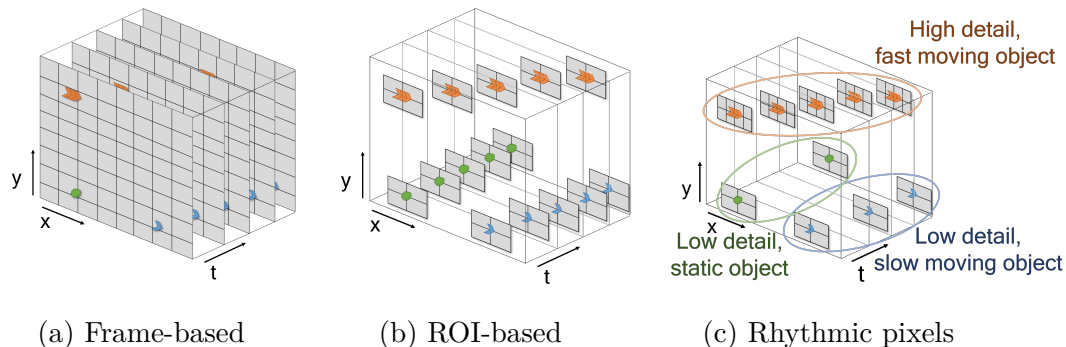 High detail,
fast moving object
y
x
t
y
x
t
y
x
t
Low detail,
static object
Low detail,
slow moving object
(a) Frame-based
(b) ROI-based
(c) Rhythmic pixels